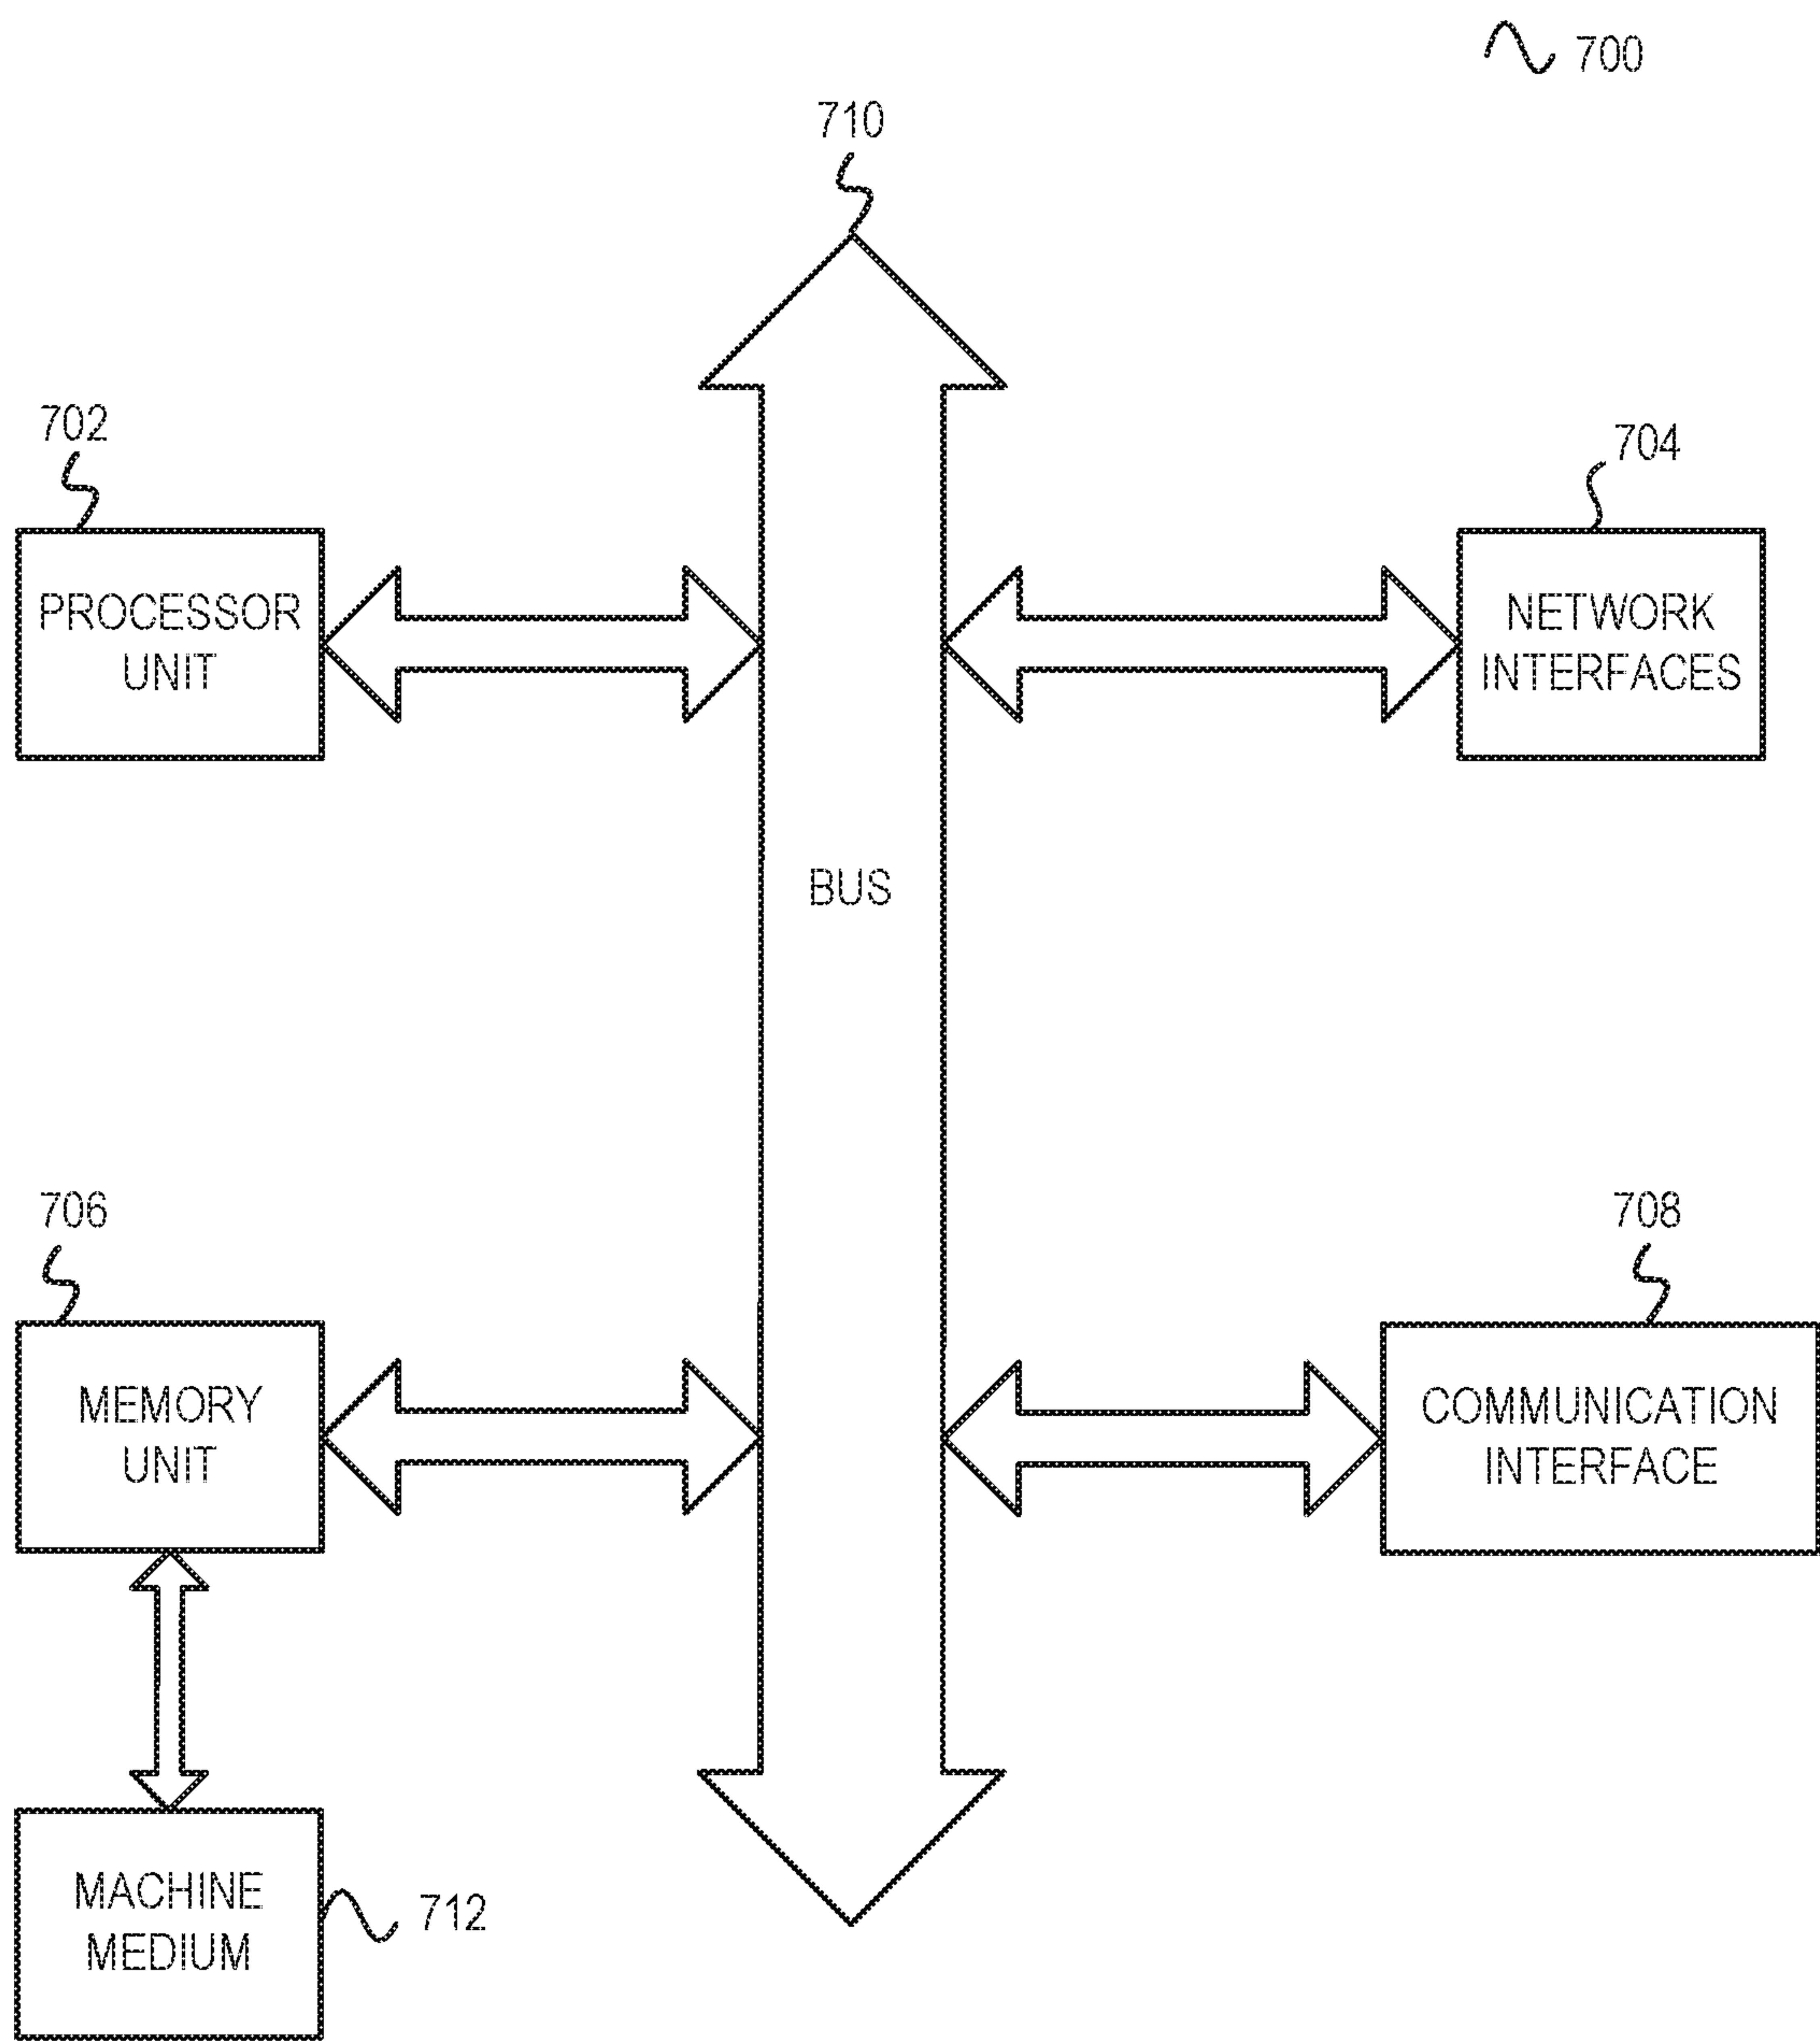 700
710
702
704
PROCESSOR
UNIT
NETWORK
INTERFACES
BUS
706
708
MEMORY
UNIT
COMMUNICATION
INTERFACE
MACHINE
MEDIUM
712